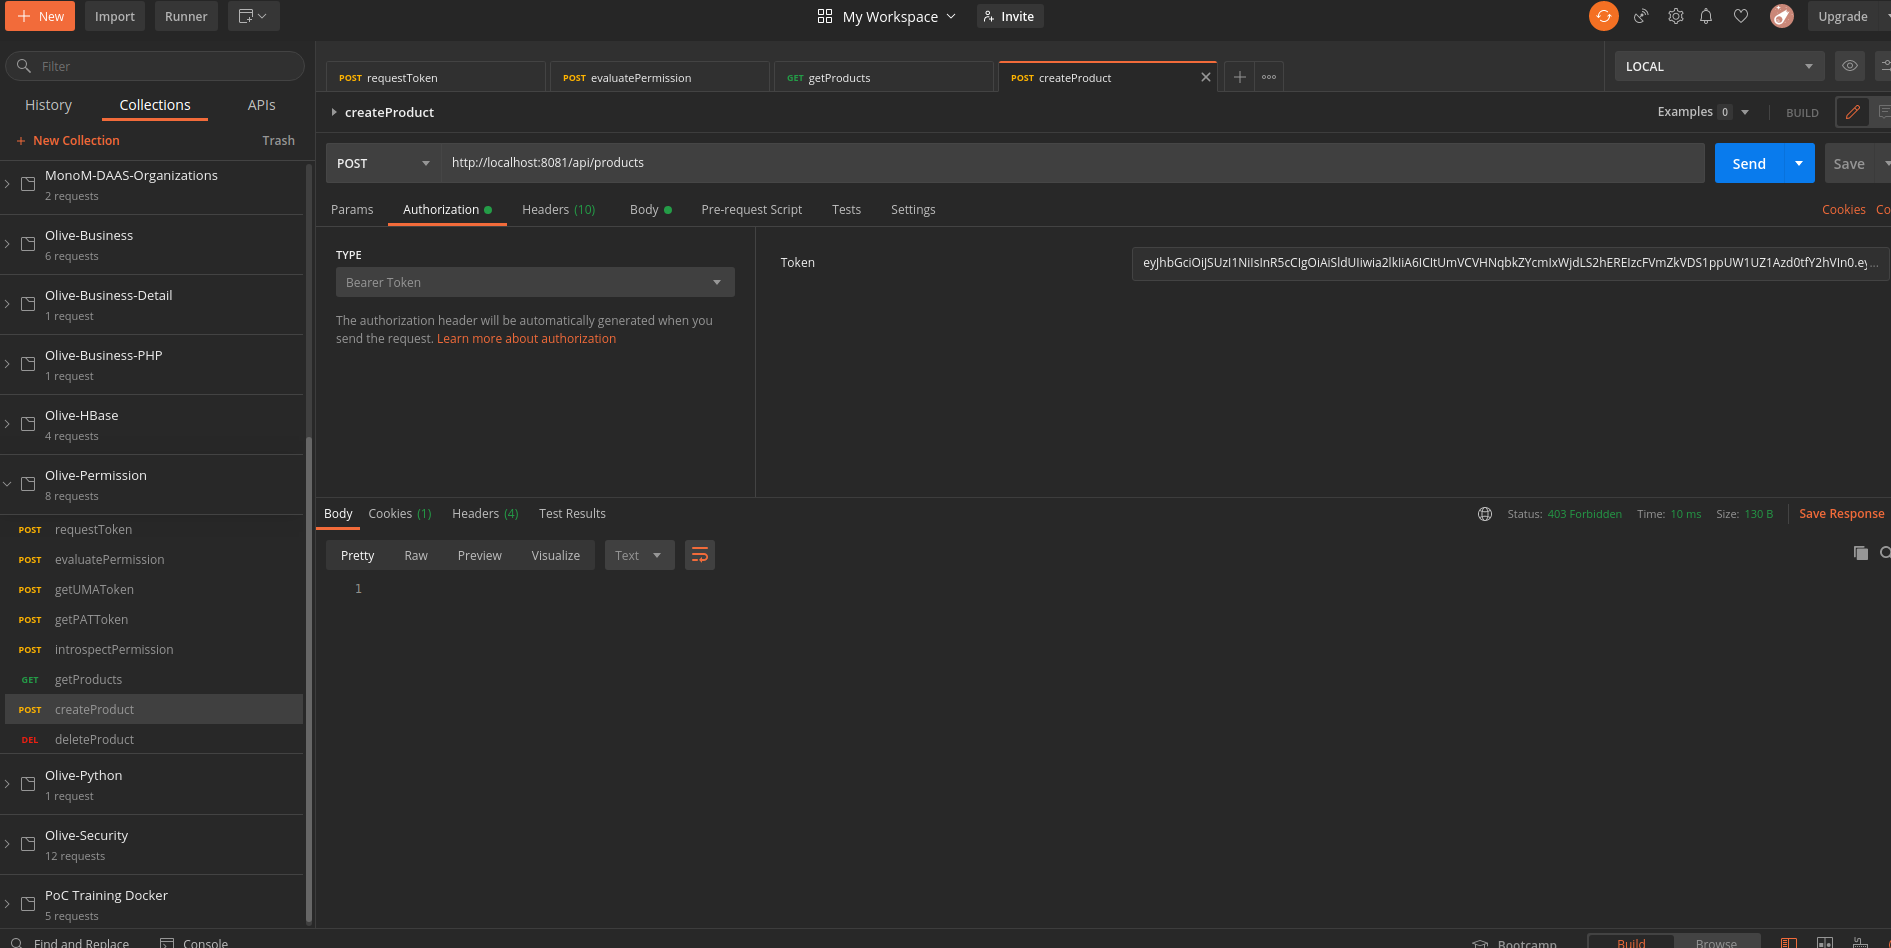 New
Import
Runner
My Workspace
Invite
Upgrade
Filter
History
Collections
APIs
New Collection
Trash
MonoM-DAAS-Organizations
2 requests
Olive-Business
6 requests
Olive-Business-Detail
1 request
Olive-Business-PHP
1 request
Olive-HBase
4 requests
Olive-Permission
8 requests
POST requestToken
POST evaluatePermission
POST getUMAToken
POST getPATToken
POST introspectPermission
GET getProducts
POST createProduct
DEL deleteProduct
Olive-Python
1 request
Olive-Security
12 requests
PoC Training Docker
5 requests
POST requestToken
POST evaluatePermission
GET getProducts
POST createProduct
LOCAL
createProduct
Examples 0
BUILD
POST
http://localhost:8081/api/products
Send
Save
Params
Authorization
Headers (10)
Body
Pre-request Script
Tests
Settings
Cookies
Co
TYPE
Bearer Token
The authorization header will be automatically generated when you
send the request. Learn more about authorization
Token
Body
Cookies (1)
Headers (4)
Test Results
Status: 403 Forbidden
Time: 10 ms
Size: 130 B
Save Response
Pretty
Raw
Preview
Visualize
Text
1
Find and Replace
Console
Bootcamp
Build
Browse